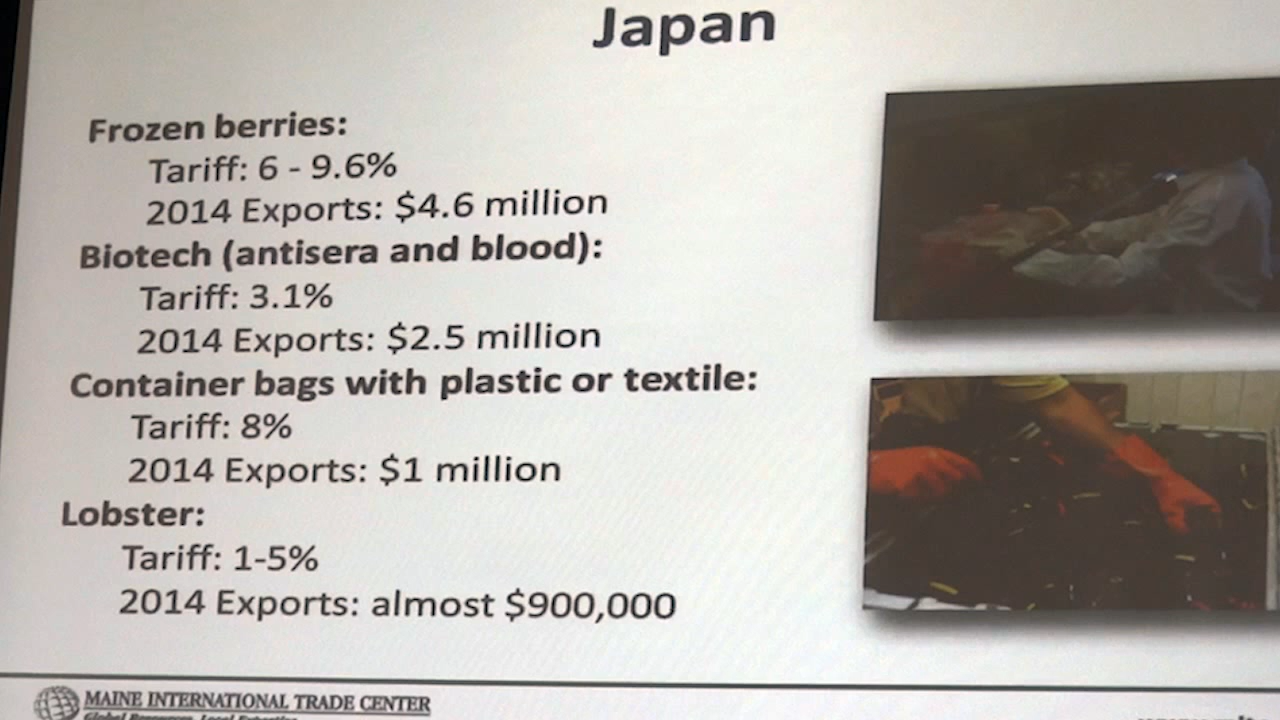 Japan
Frozen berries:
Tariff: 6 - 9.6%
2014 Exports: $4.6 million
Biotech (antisera and blood):
Tariff: 3.1%
2014 Exports: $2.5 million
Container bags with plastic or textile:
Tariff: 8%
2014 Exports: $1 million
Lobster:
Tariff: 1-5%
2014 Exports: almost $900,000
MAINE INTERNATIONAL TRADE CENTER